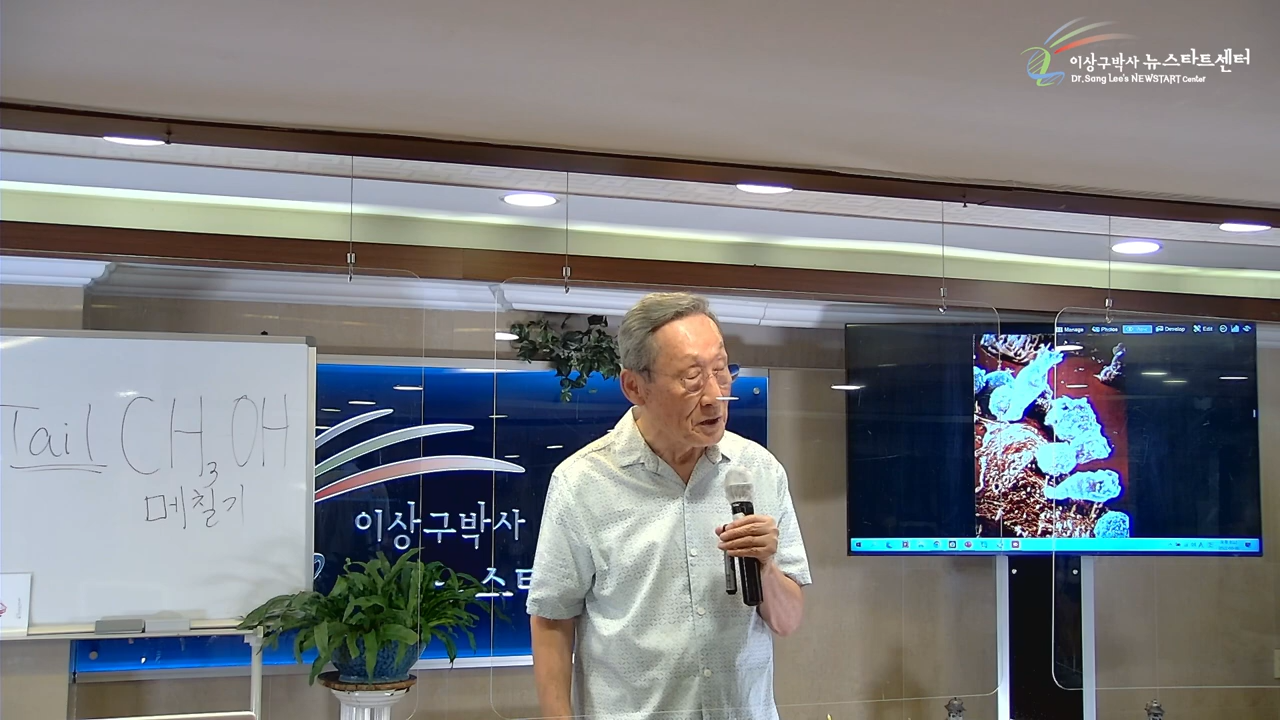 이상구박사 뉴스타트센터
Dr. Sang Lee's NEWSTART Center
Manage
Photos
Develop
Edit
Tail CH3OH
메칠기
이상구박사
스타